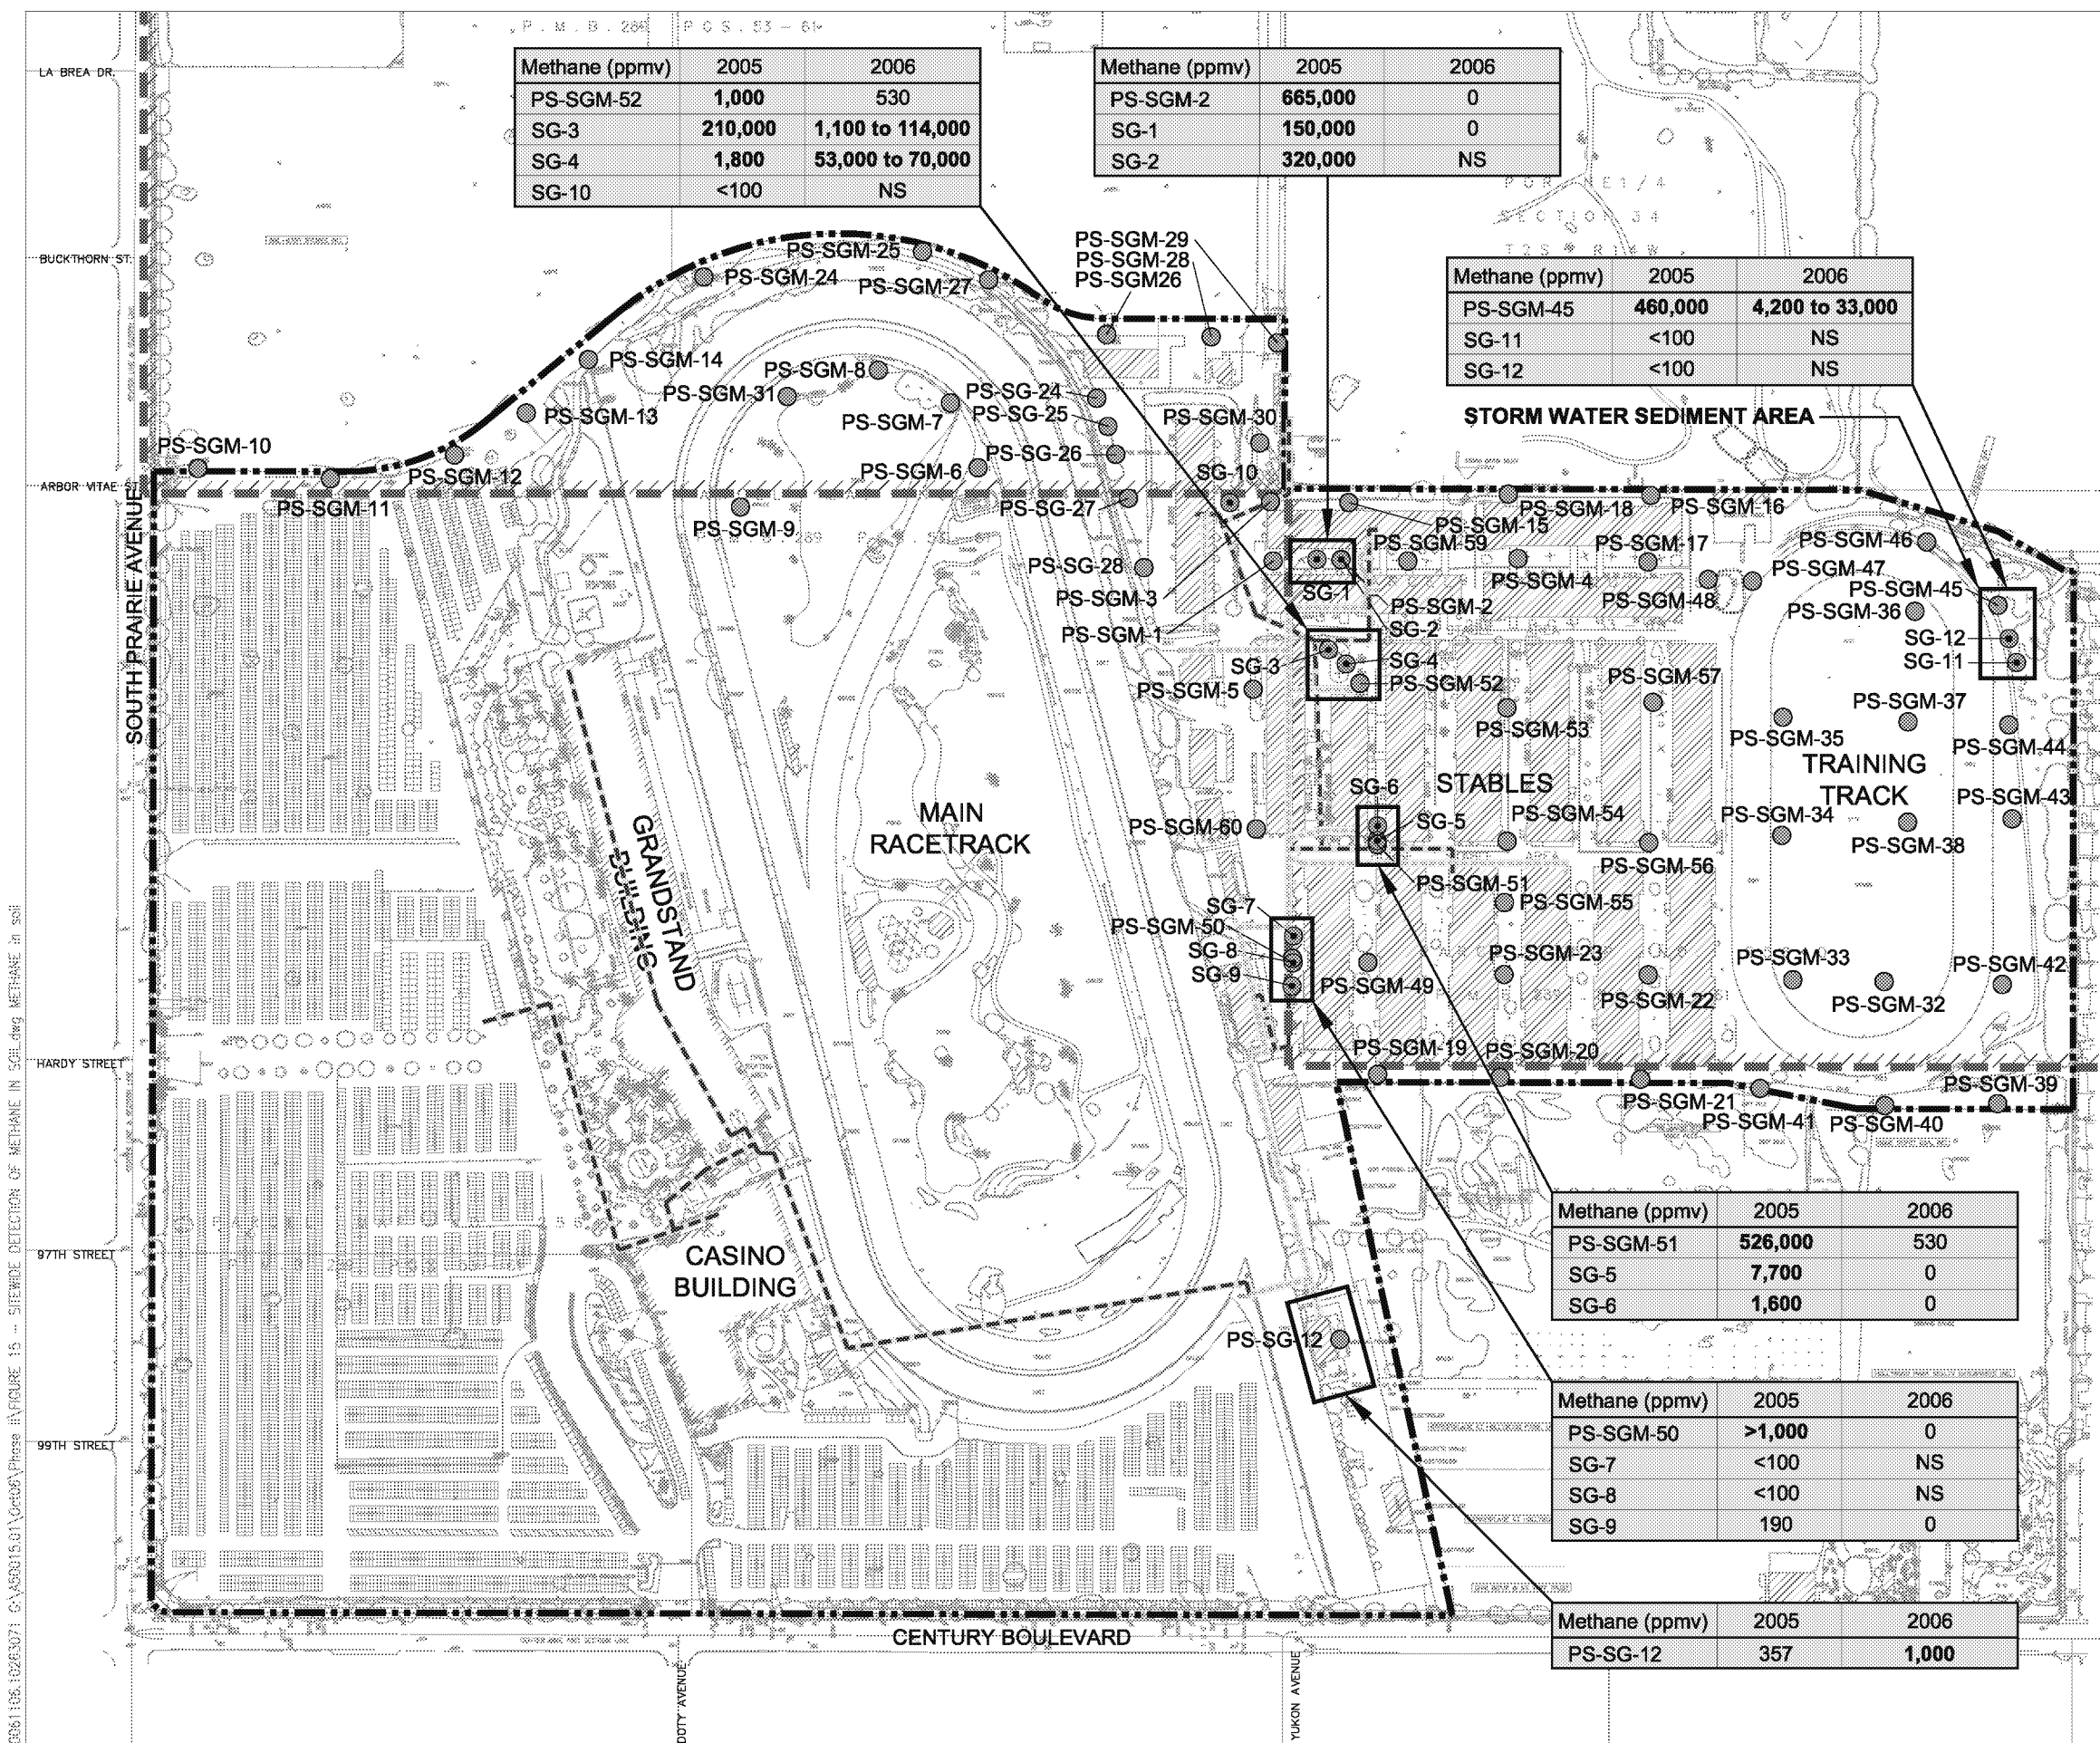 P.M.B. 286 PGS. 53-61
LA BREA DR.
Methane (ppmv) 2005 2006
PS-SGM-52 1,000 530
SG-3 210,000 1,100 to 114,000
SG-4 1,800 53,000 to 70,000
SG-10 <100 NS
Methane (ppmv) 2005 2006
PS-SGM-2 665,000 0
SG-1 150,000 0
SG-2 320,000 NS
SECTION 34
BUCKTHORN ST.
PS-SGM-25
PS-SGM-24
PS-SGM-27
PS-SGM-29
PS-SGM-28
PS-SGM26
Methane (ppmv) 2005 2006
PS-SGM-45 460,000 4,200 to 33,000
SG-11 <100 NS
SG-12 <100 NS
STORM WATER SEDIMENT AREA
PS-SGM-14
PS-SGM-8
PS-SGM-31
PS-SG-24
PS-SGM-13
PS-SGM-7
PS-SG-25
PS-SGM-30
PS-SGM-10
PS-SGM-12
PS-SGM-6
PS-SG-26
SG-10
ARBOR VITAE ST.
PS-SGM-11
PS-SGM-9
PS-SG-27
PS-SGM-15
PS-SGM-18
PS-SGM-16
PS-SGM-59
PS-SGM-17
PS-SGM-46
PS-SG-28
SG-1
PS-SGM-4
PS-SGM-47
PS-SGM-3
PS-SGM-2
PS-SGM-48
PS-SGM-45
PS-SGM-36
PS-SGM-1
SG-2
SG-12
SG-3
SG-4
SG-11
PS-SGM-5
PS-SGM-52
PS-SGM-57
PS-SGM-37
PS-SGM-53
PS-SGM-35
PS-SGM-44
SOUTH PRAIRIE AVENUE
TRAINING
TRACK
STABLES
SG-6
MAIN
RACETRACK
PS-SGM-43
PS-SGM-60
SG-5
PS-SGM-54
PS-SGM-34
PS-SGM-38
PS-SGM-56
GRANDSTAND
BUILDING
PS-SGM-51
SG-7
PS-SGM-55
PS-SGM-50
SG-8
PS-SGM-23
PS-SGM-33
PS-SGM-42
SG-9
PS-SGM-49
PS-SGM-22
PS-SGM-32
HARDY STREET
PS-SGM-19
PS-SGM-20
PS-SGM-39
PS-SGM-21
PS-SGM-41
PS-SGM-40
Methane (ppmv) 2005 2006
PS-SGM-51 526,000 530
SG-5 7,700 0
SG-6 1,600 0
97TH STREET
CASINO
BUILDING
PS-SG-12
Methane (ppmv) 2005 2006
PS-SGM-50 >1,000 0
SG-7 <100 NS
SG-8 <100 NS
SG-9 190 0
99TH STREET
Methane (ppmv) 2005 2006
PS-SG-12 357 1,000
CENTURY BOULEVARD
DOTY AVENUE
YUKON AVENUE